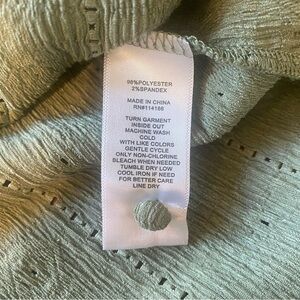 98%POLYESTER
2%SPANDEX
MADE IN CHINA
RN#114186
TURN GARMENT
INSIDE OUT
MACHINE WASH
COLD
WITH LIKE COLORS
GENTLE CYCLE
ONLY NON-CHLORINE
BLEACH WHEN NEEDED
TUMBLE DRY LOW
COOL IRON IF NEED
FOR BETTER CARE
LINE DRY